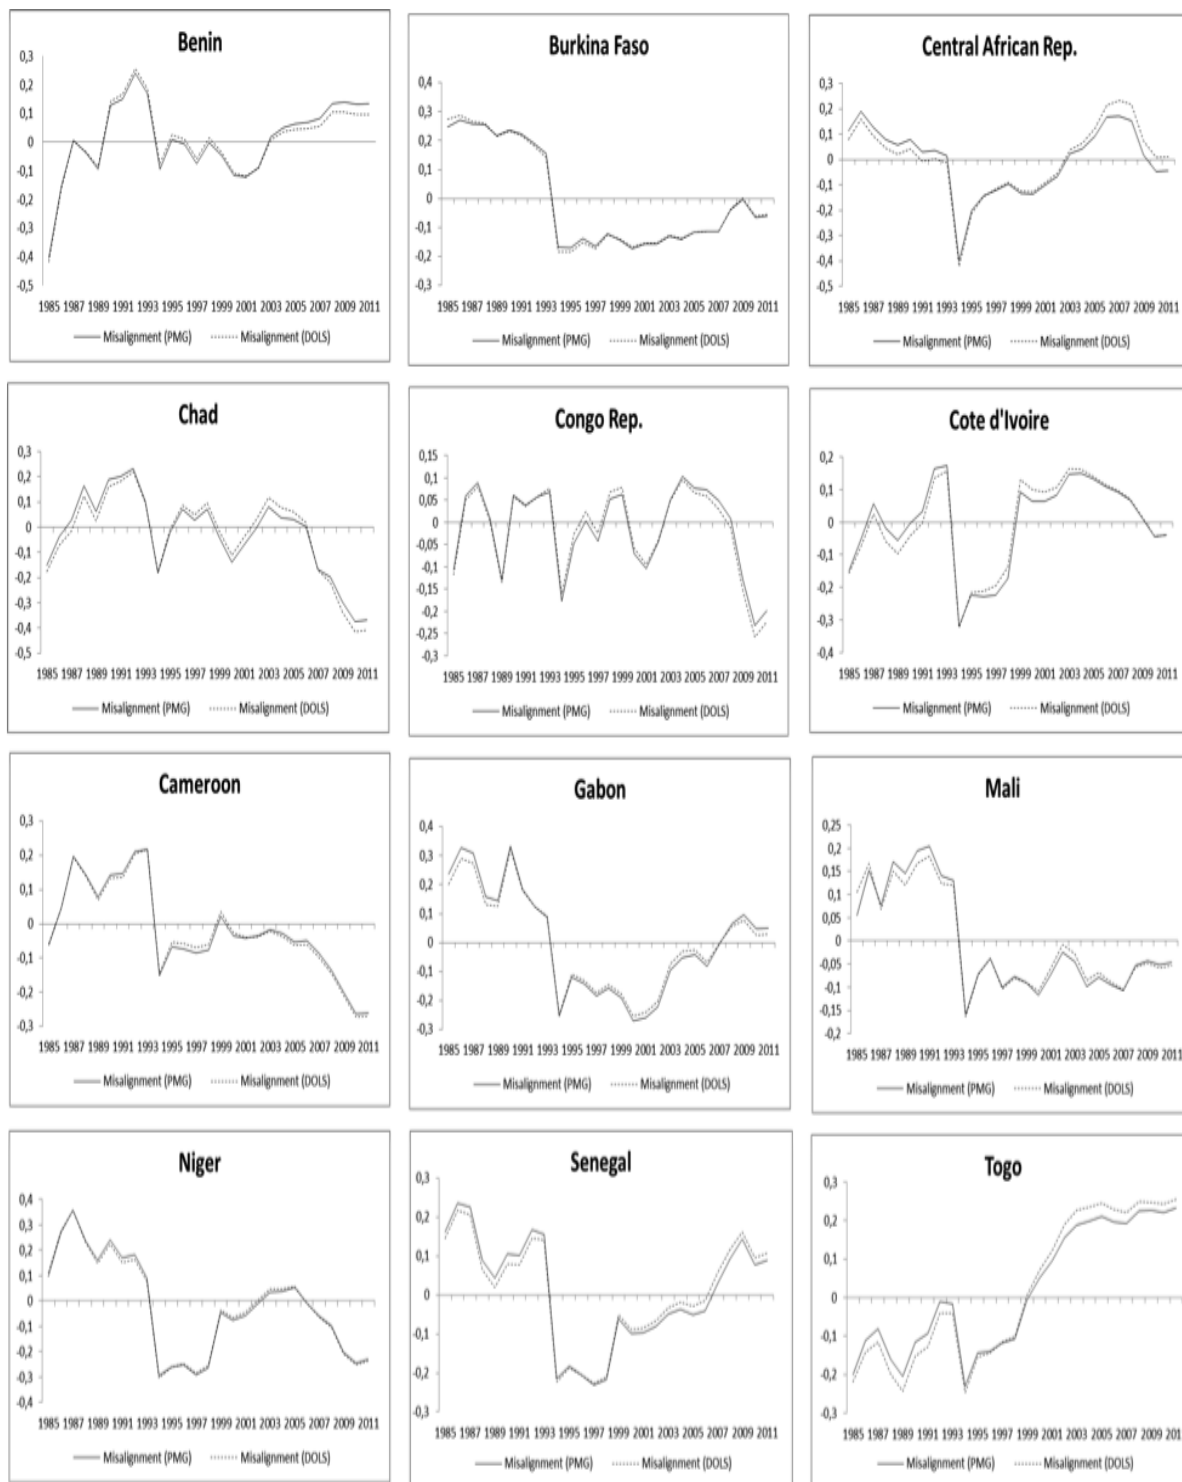 Benin
0,3
0,2
0,1
0
-0,1
-0,2
-0,3
-0,4
-0,5
1985 1987 1989 1991 1993 1995 1997 1999 2001 2003 2005 2007 2009 2011
Misalignment (PMG) Misalignment (DOLS)
Burkina Faso
0,4
0,3
0,2
0,1
0
-0,1
-0,2
-0,3
1985 1987 1989 1991 1993 1995 1997 1999 2001 2003 2005 2007 2009 2011
Misalignment (PMG) Misalignment (DOLS)
Central African Rep.
0,3
0,2
0,1
0
-0,1
-0,2
-0,3
-0,4
-0,5
1985 1987 1989 1991 1993 1995 1997 1999 2001 2003 2005 2007 2009 2011
Misalignment (PMG) Misalignment (DOLS)
Chad
0,3
0,2
0,1
0
-0,1
-0,2
-0,3
-0,4
-0,5
1985 1987 1989 1991 1993 1995 1997 1999 2001 2003 2005 2007 2009 2011
Misalignment (PMG) Misalignment (DOLS)
Congo Rep.
0,15
0,1
0,05
0
-0,05
-0,1
-0,15
-0,2
-0,25
-0,3
1985 1987 1989 1991 1993 1995 1997 1999 2001 2003 2005 2007 2009 2011
Misalignment (PMG) Misalignment (DOLS)
Cote d'Ivoire
0,2
0,1
0
-0,1
-0,2
-0,3
-0,4
1985 1987 1989 1991 1993 1995 1997 1999 2001 2003 2005 2007 2009 2011
Misalignment (PMG) Misalignment (DOLS)
Cameroon
0,3
0,2
0,1
0
-0,1
-0,2
-0,3
1985 1987 1989 1991 1993 1995 1997 1999 2001 2003 2005 2007 2009 2011
Misalignment (PMG) Misalignment (DOLS)
Gabon
0,4
0,3
0,2
0,1
0
-0,1
-0,2
-0,3
1985 1987 1989 1991 1993 1995 1997 1999 2001 2003 2005 2007 2009 2011
Misalignment (PMG) Misalignment (DOLS)
Mali
0,25
0,2
0,15
0,1
0,05
0
-0,05
-0,1
-0,15
-0,2
1985 1987 1989 1991 1993 1995 1997 1999 2001 2003 2005 2007 2009 2011
Misalignment (PMG) Misalignment (DOLS)
Niger
0,4
0,3
0,2
0,1
0
-0,1
-0,2
-0,3
-0,4
1985 1987 1989 1991 1993 1995 1997 1999 2001 2003 2005 2007 2009 2011
Misalignment (PMG) Misalignment (DOLS)
Senegal
0,3
0,2
0,1
0
-0,1
-0,2
-0,3
1985 1987 1989 1991 1993 1995 1997 1999 2001 2003 2005 2007 2009 2011
Misalignment (PMG) Misalignment (DOLS)
Togo
0,3
0,2
0,1
0
-0,1
-0,2
-0,3
1985 1987 1989 1991 1993 1995 1997 1999 2001 2003 2005 2007 2009 2011
Misalignment (PMG) Misalignment (DOLS)